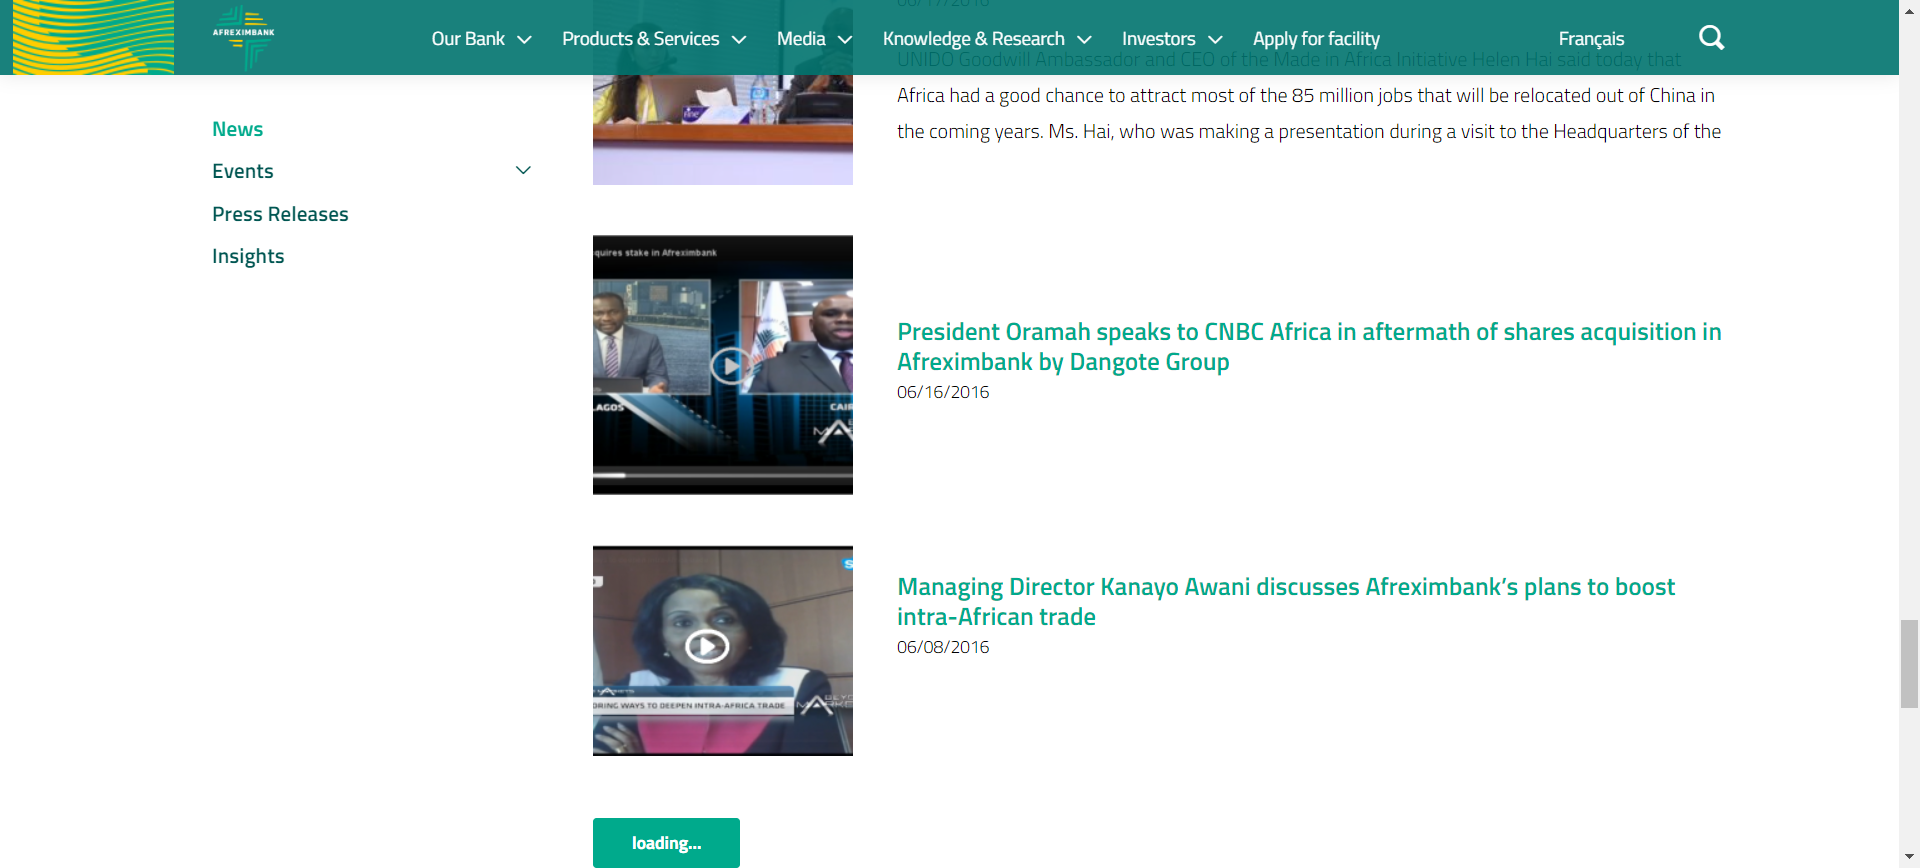 06/17/2016
AFREXIMBANK
Our Bank
Products & Services
Media
Knowledge & Research
Investors
Apply for facility
Français
UNIDO Goodwill Ambassador and CEO of the Made in Africa Initiative Helen Hai said today that
Africa had a good chance to attract most of the 85 million jobs that will be relocated out of China in
the coming years. Ms. Hai, who was making a presentation during a visit to the Headquarters of the
News
Events
Press Releases
Insights
quires stake in Afreximbank
LAGOS
CAIR
President Oramah speaks to CNBC Africa in aftermath of shares acquisition in
Afreximbank by Dangote Group
06/16/2016
ORING WAYS TO DEEPEN INTRA-AFRICA TRADE
Managing Director Kanayo Awani discusses Afreximbank’s plans to boost
intra-African trade
06/08/2016
loading...